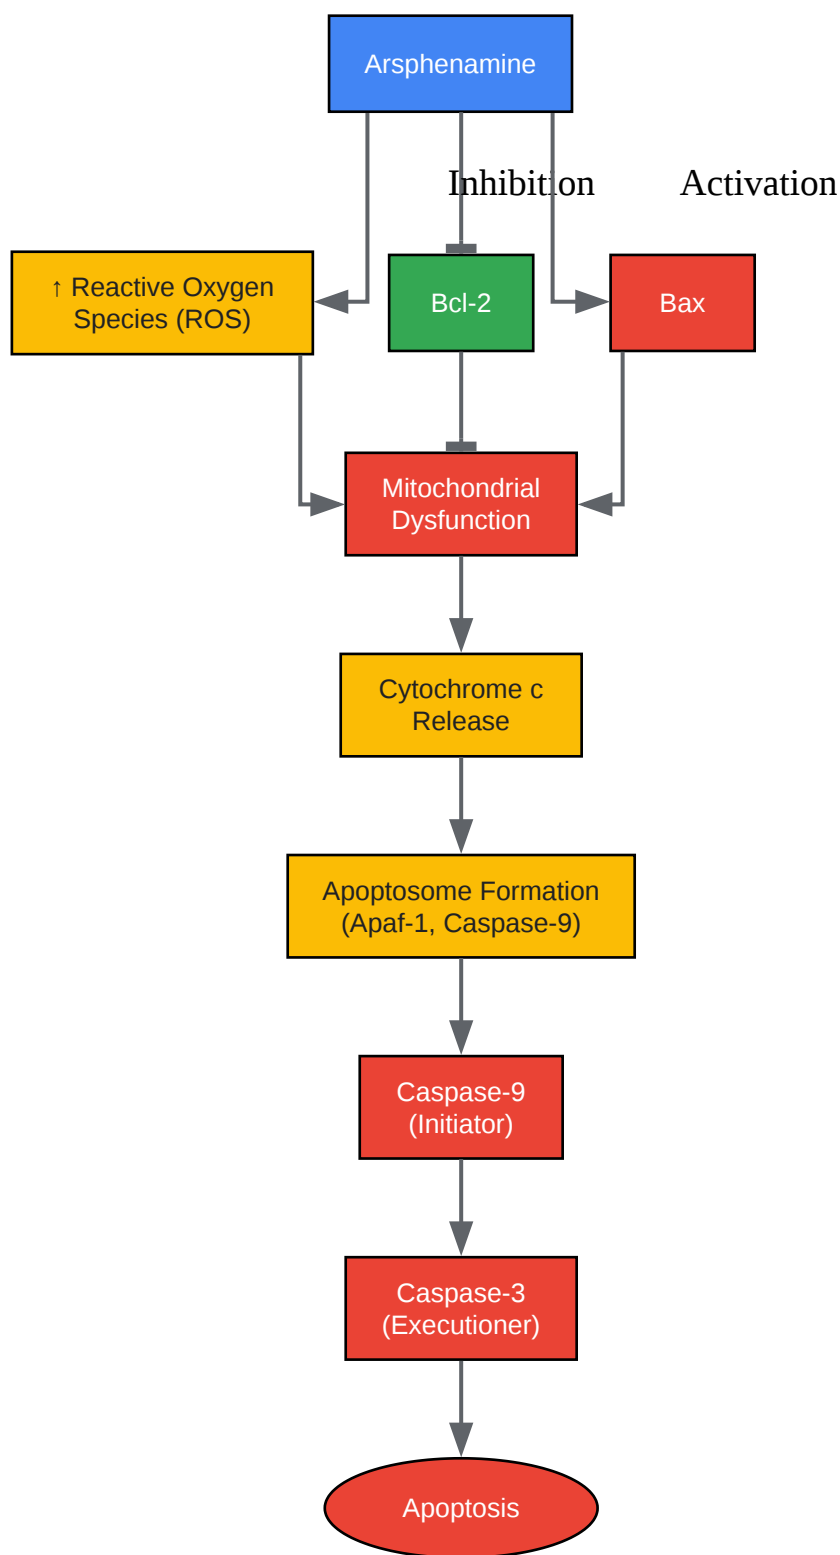 Arsphenamine
Inhibition
Activation
↑ Reactive Oxygen
Species (ROS)
Bcl-2
Bax
Mitochondrial
Dysfunction
Cytochrome c
Release
Apoptosome Formation
(Apaf-1, Caspase-9)
Caspase-9
(Initiator)
Caspase-3
(Executioner)
Apoptosis